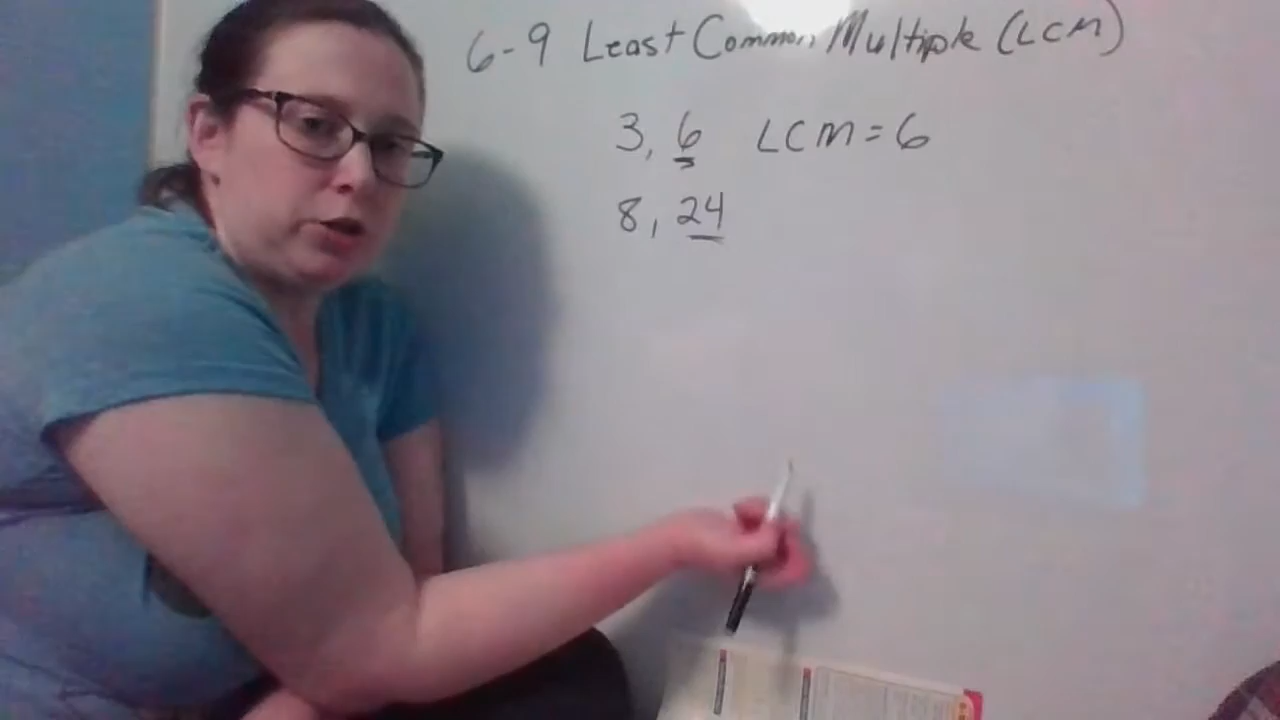 6-9 Least Common Multiple (LCM)
3, 6 LCM = 6
8, 24